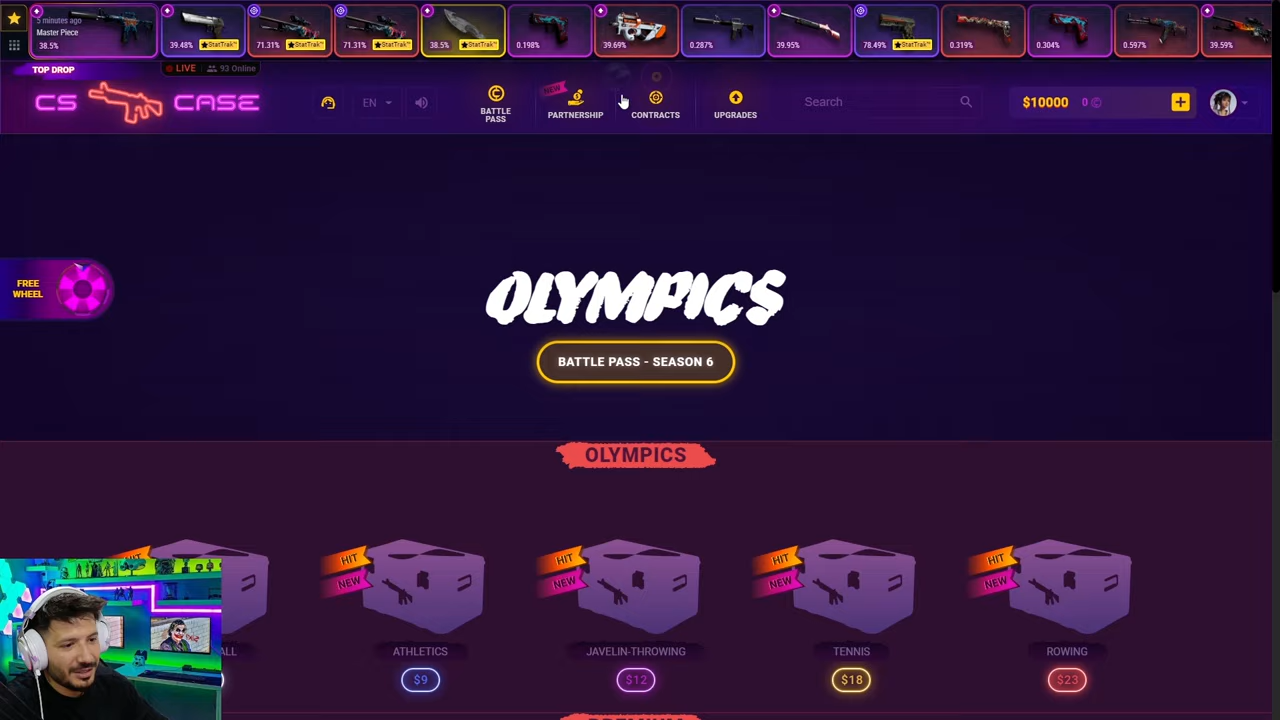 5 minutes ago
Master Piece
38.5%
39.48% ★StatTrak™
71.31% ★StatTrak™
71.31% ★StatTrak™
38.5% ★StatTrak™
0.198%
39.69%
0.287%
39.95%
78.49% ★StatTrak™
0.319%
0.304%
0.597%
39.59%
TOP DROP
LIVE 93 Online
CS CASE
EN
BATTLE
PASS
NEW
PARTNERSHIP
CONTRACTS
UPGRADES
Search
$10000 0
FREE
WHEEL
OLYMPICS
BATTLE PASS - SEASON 6
OLYMPICS
HIT
HIT
NEW
HIT
NEW
HIT
NEW
HIT
NEW
ALL
ATHLETICS
JAVELIN-THROWING
TENNIS
ROWING
$9
$12
$18
$23